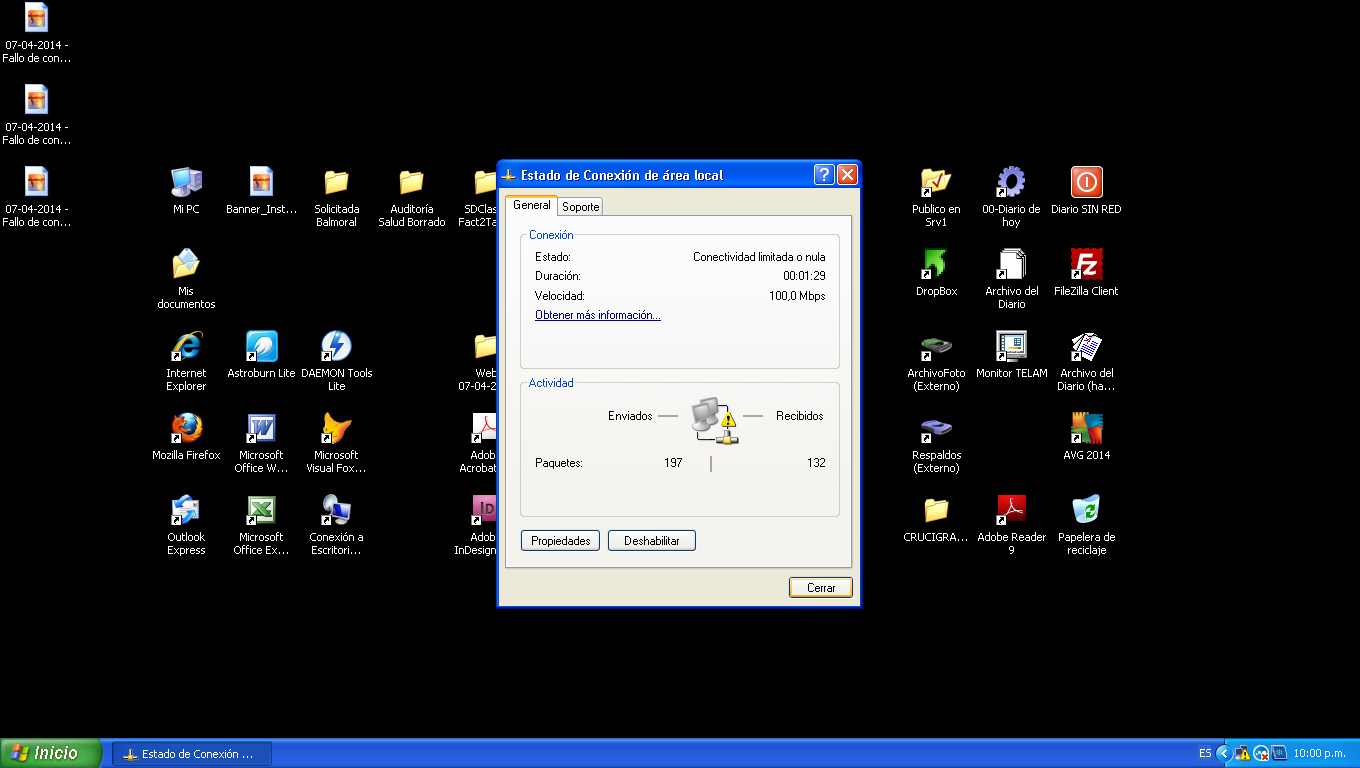 07-04-2014 -
Fallo de con...
07-04-2014 -
Fallo de con...
07-04-2014 -
Fallo de con...
Mi PC
Banner_Inst...
Solicitada
Balmoral
Auditoría
Salud Borrado
SDClas
Fact2Ta
Mis
documentos
Internet
Explorer
Astroburn Lite
DAEMON Tools
Lite
Web
07-04-2
Mozilla Firefox
Microsoft
Office W...
Microsoft
Visual Fox...
Adob
Acrobat
Outlook
Express
Microsoft
Office Ex...
Conexión a
Escritori...
Adob
InDesign
Estado de Conexión de área local
General
Soporte
Conexión
Estado: Conectividad limitada o nula
Duración: 00:01:29
Velocidad: 100,0 Mbps
Obtener más información...
Actividad
Enviados — — Recibidos
Paquetes: 197 | 132
Propiedades
Deshabilitar
Cerrar
Publico en
Srv1
00-Diario de
hoy
Diario SIN RED
DropBox
Archivo del
Diario
FileZilla Client
ArchivoFoto
(Externo)
Monitor TELAM
Archivo del
Diario (ha...
Respaldos
(Externo)
AVG 2014
CRUCIGRA...
Adobe Reader
9
Papelera de
reciclaje
Inicio
Estado de Conexión ...
ES
10:00 p.m.